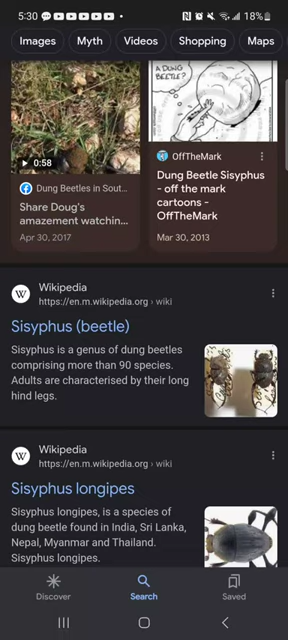 5:30
18%
Images Myth Videos Shopping Maps
A DUNG
BEETLE?
0:58
Dung Beetles in Sout...
Share Doug's
amazement watchin...
Apr 30, 2017
OffTheMark
Dung Beetle Sisyphus
- off the mark
cartoons -
OffTheMark
Mar 30, 2013
Wikipedia
https://en.m.wikipedia.org › wiki
Sisyphus (beetle)
Sisyphus is a genus of dung beetles
comprising more than 90 species.
Adults are characterised by their long
hind legs.
Wikipedia
https://en.m.wikipedia.org › wiki
Sisyphus longipes
Sisyphus longipes, is a species of
dung beetle found in India, Sri Lanka,
Nepal, Myanmar and Thailand.
Sisyphus longipes.
Discover Search Saved